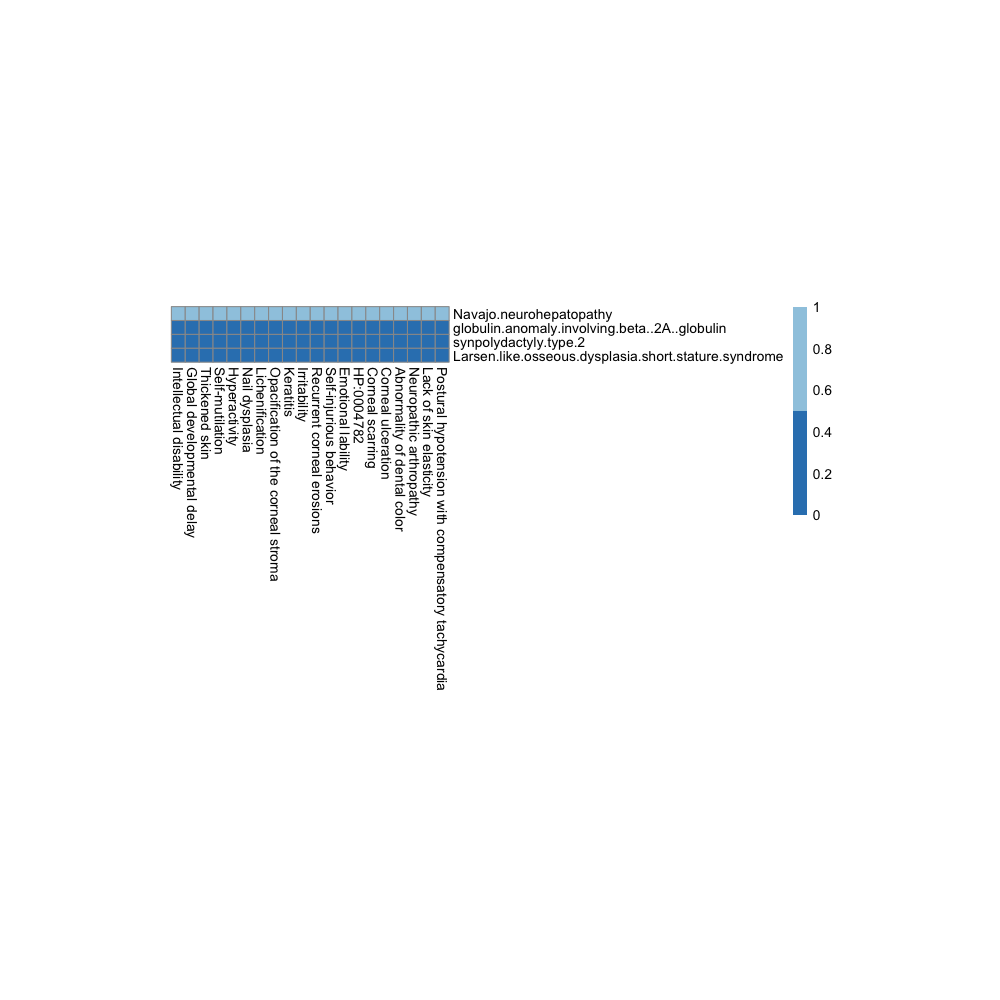 Navajo.neurohepatopathy
globulin.anomaly.involving.beta..2A..globulin
synpolydactyly.type.2
Larsen.like.osseous.dysplasia.short.stature.syndrome
1
0.8
0.6
0.4
0.2
0
Intellectual disability
Global developmental delay
Thickened skin
Self-mutilation
Hyperactivity
Nail dysplasia
Lichenification
Opacification of the corneal stroma
Keratitis
Irritability
Recurrent corneal erosions
Self-injurious behavior
Emotional lability
HP:0004782
Corneal scarring
Corneal ulceration
Abnormality of dental color
Neuropathic arthropathy
Lack of skin elasticity
Postural hypotension with compensatory tachycardia